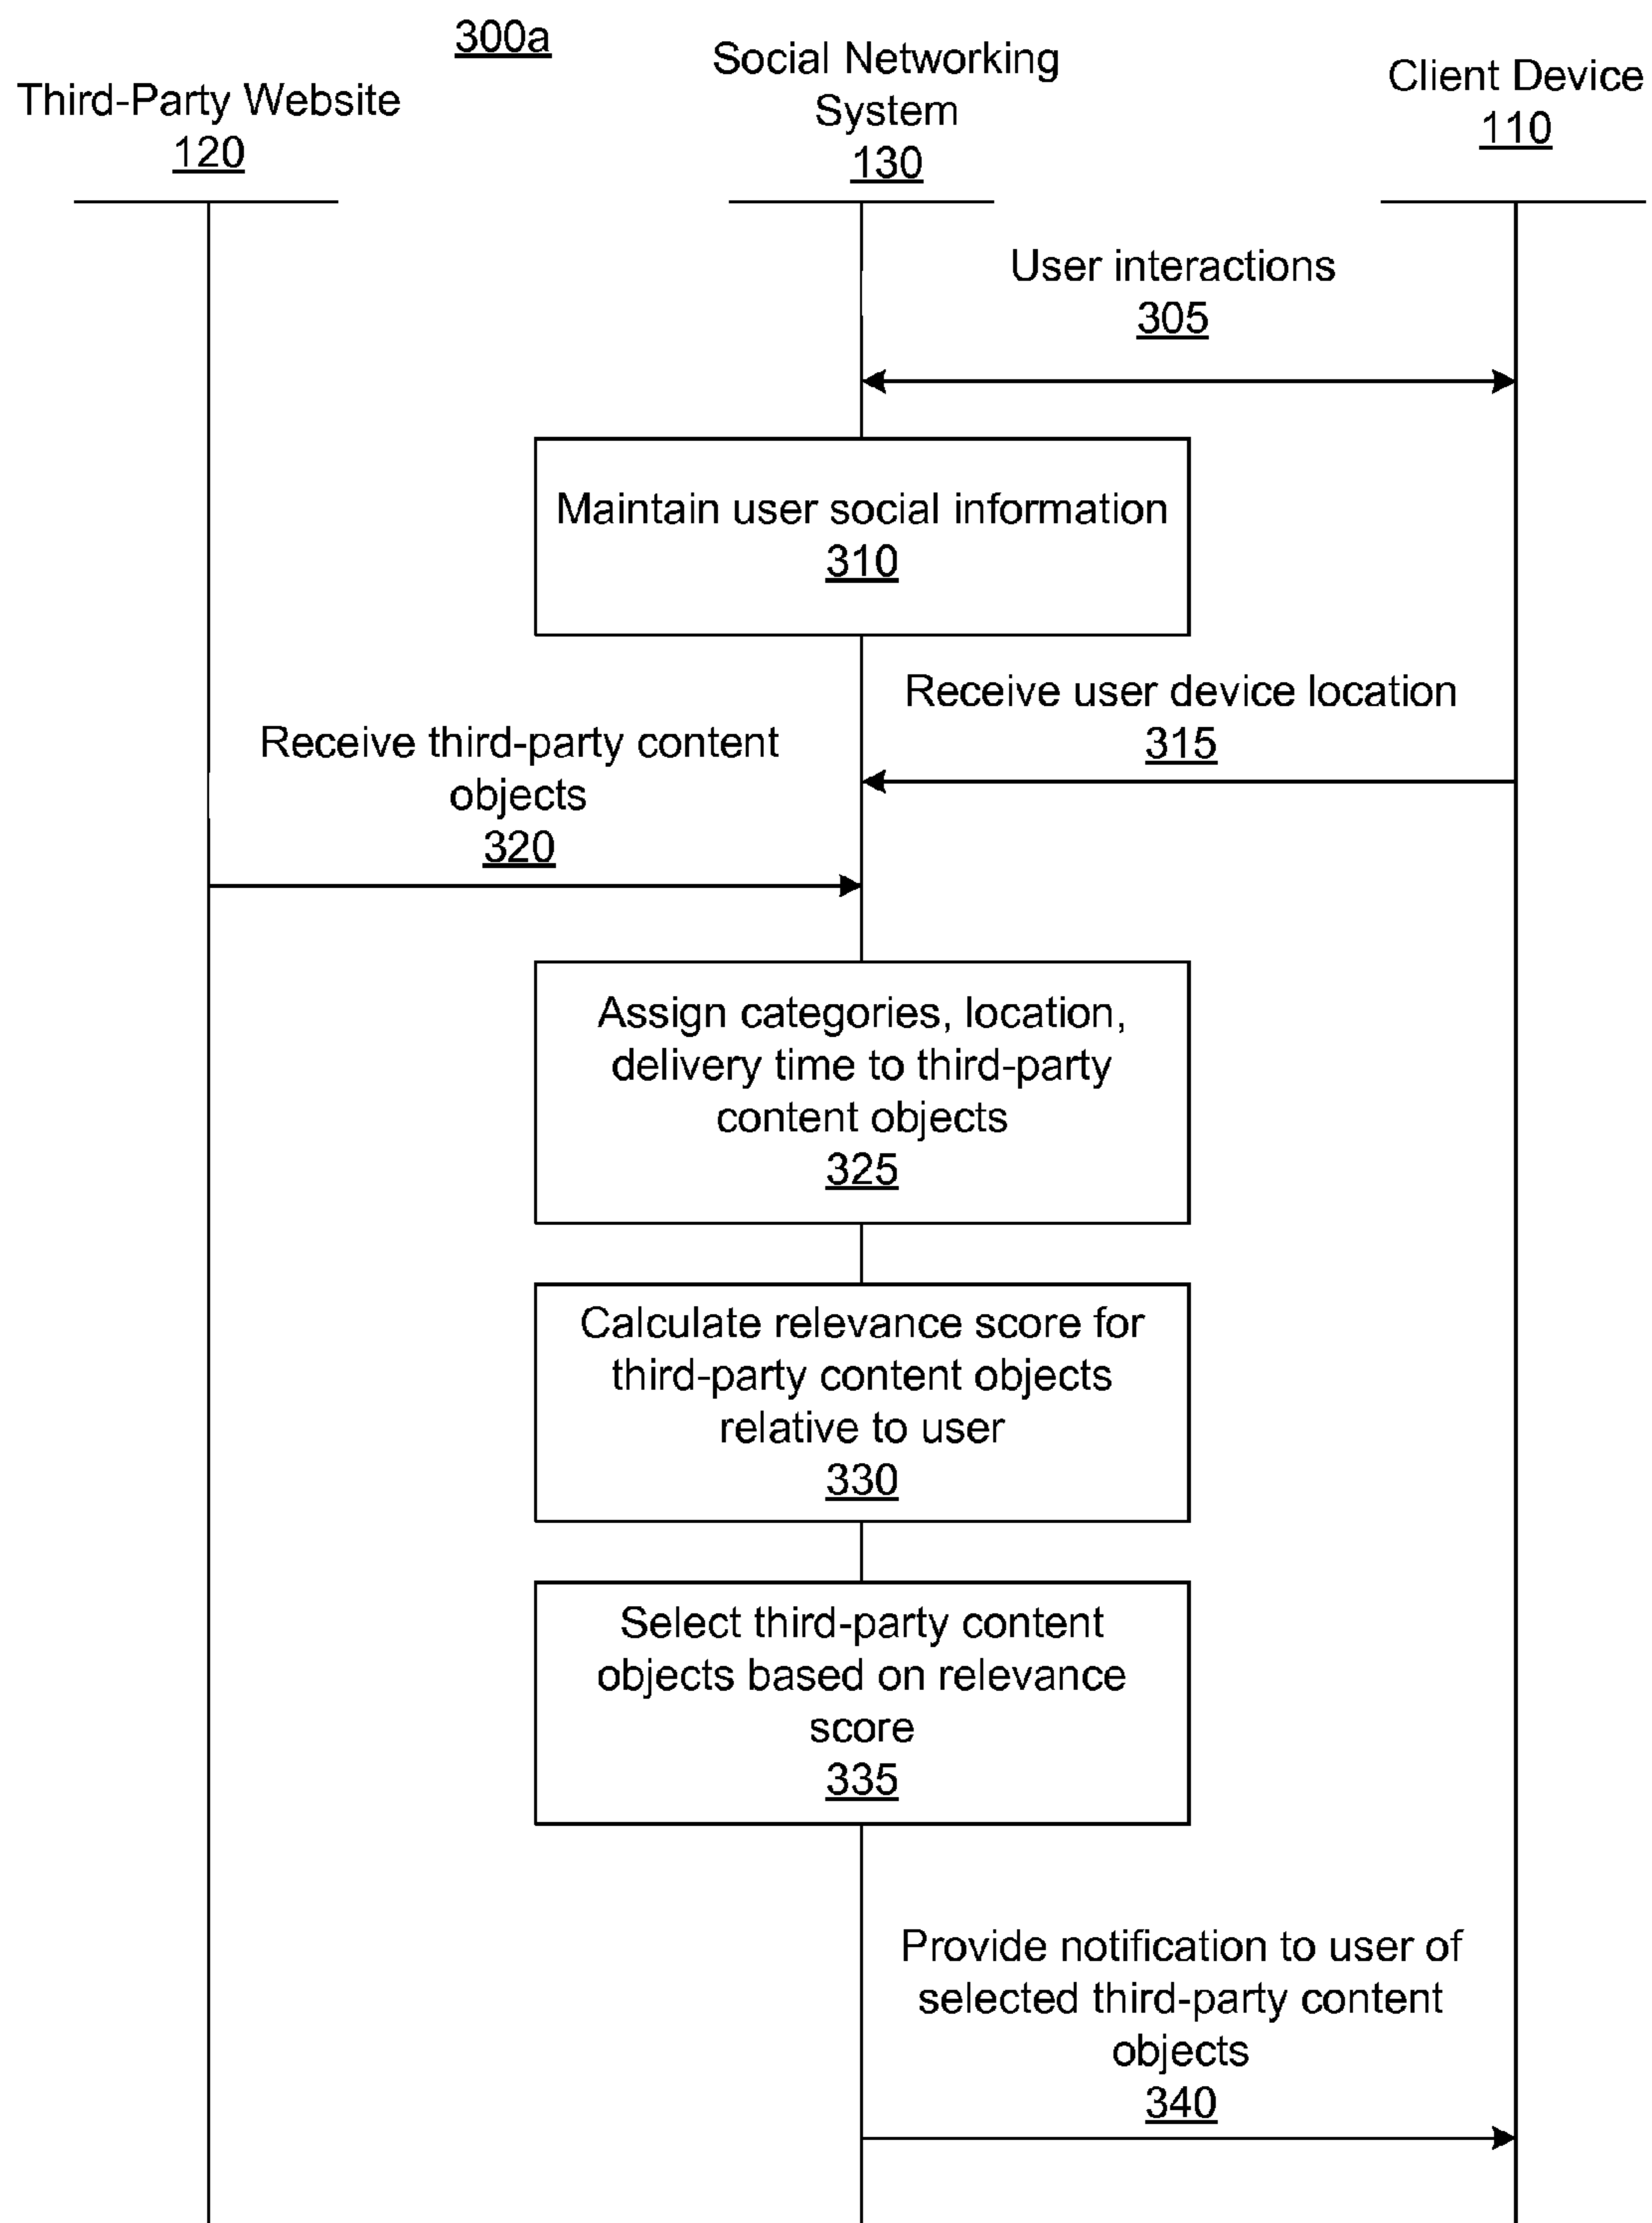 300a
Third-Party Website
120
Social Networking
System
130
Client Device
110
User interactions
305
Maintain user social information
310
Receive user device location
315
Receive third-party content
objects
320
Assign categories, location,
delivery time to third-party
content objects
325
Calculate relevance score for
third-party content objects
relative to user
330
Select third-party content
objects based on relevance
score
335
Provide notification to user of
selected third-party content
objects
340